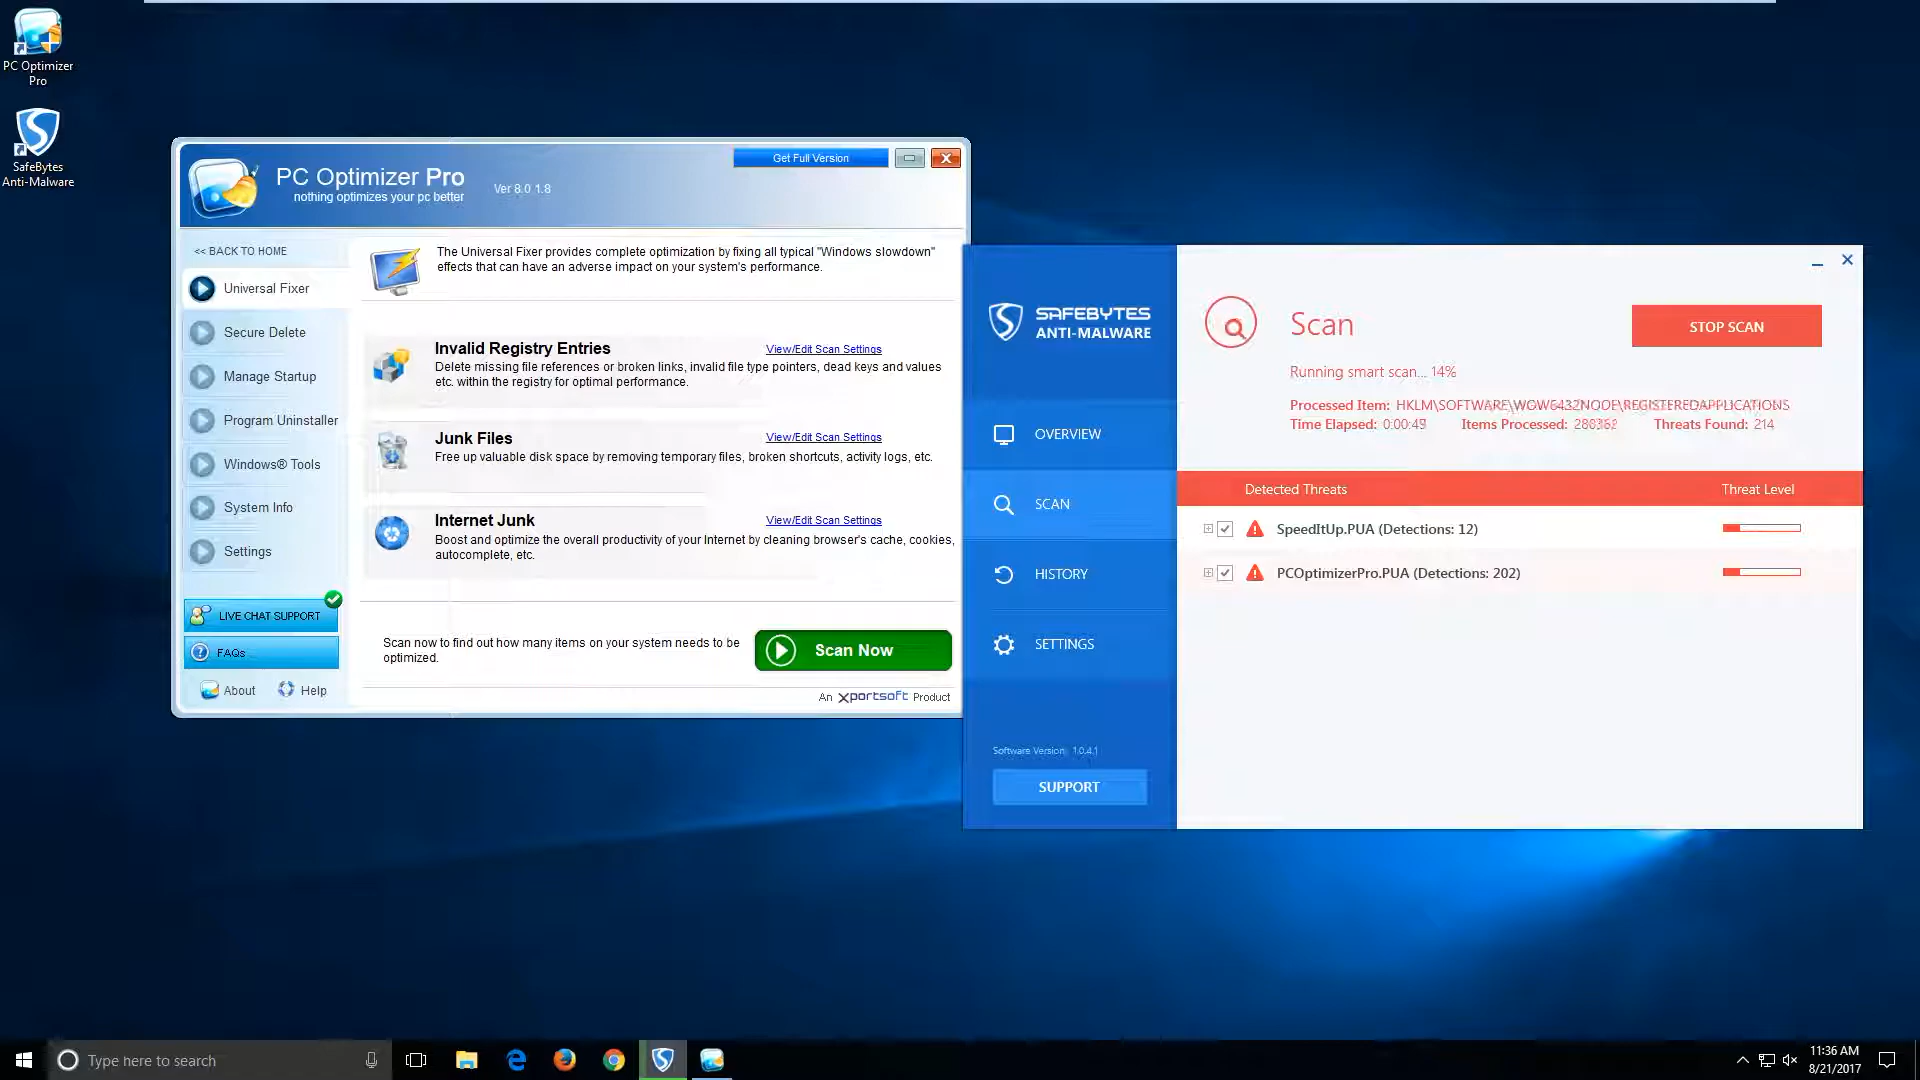 PC Optimizer
Pro
SafeBytes
Anti-Malware
PC Optimizer Pro
nothing optimizes your pc better
Ver 8.0 1.8
Get Full Version
<< BACK TO HOME
Universal Fixer
Secure Delete
Manage Startup
Program Uninstaller
Windows® Tools
System Info
Settings
LIVE CHAT SUPPORT
FAQs
About
Help
The Universal Fixer provides complete optimization by fixing all typical "Windows slowdown"
effects that can have an adverse impact on your system's performance.
Invalid Registry Entries
View/Edit Scan Settings
Delete missing file references or broken links, invalid file type pointers, dead keys and values
etc. within the registry for optimal performance.
Junk Files
View/Edit Scan Settings
Free up valuable disk space by removing temporary files, broken shortcuts, activity logs, etc.
Internet Junk
View/Edit Scan Settings
Boost and optimize the overall productivity of your Internet by cleaning browser's cache, cookies,
autocomplete, etc.
Scan now to find out how many items on your system needs to be
optimized.
Scan Now
An Xportsoft Product
SAFEBYTES
ANTI-MALWARE
OVERVIEW
SCAN
HISTORY
SETTINGS
Software Version 1.0.4.1
SUPPORT
Scan
STOP SCAN
Running smart scan... 14%
Processed Item: HKLM\SOFTWARE\WOW6432NODE\REGISTEREDAPPLICATIONS
Time Elapsed: 0:00:49 Items Processed: Threats Found: 214
Detected Threats
Threat Level
SpeedItUp.PUA (Detections: 12)
PCOptimizerPro.PUA (Detections: 202)
Type here to search
11:36 AM
8/21/2017